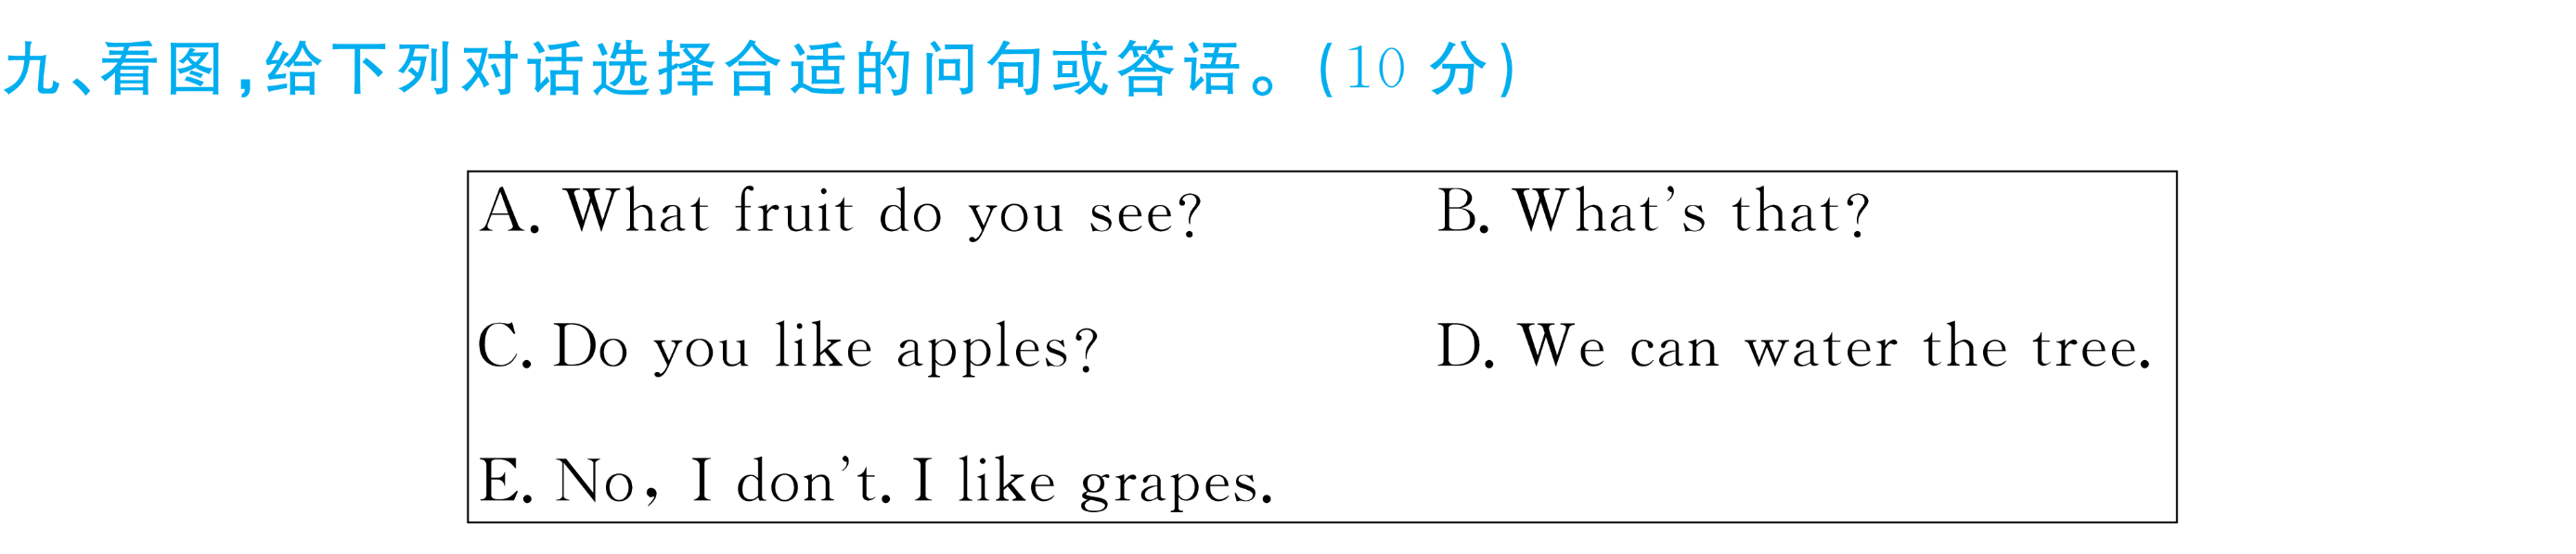 九、看图,给下列对话选择合适的问句或答语。(10 分)
A. What fruit do you see? B. What's that?
C. Do you like apples? D. We can water the tree.
E. No, I don't. I like grapes.